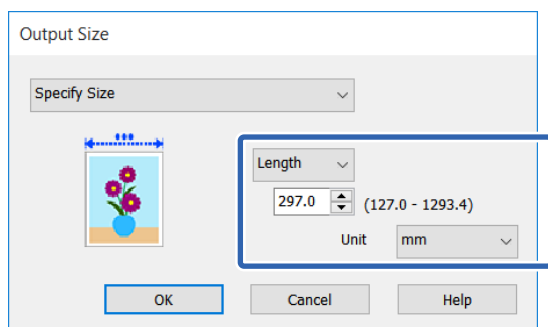 Output Size
Specify Size
Length
297.0 (127.0 - 1293.4)
Unit mm
OK Cancel Help